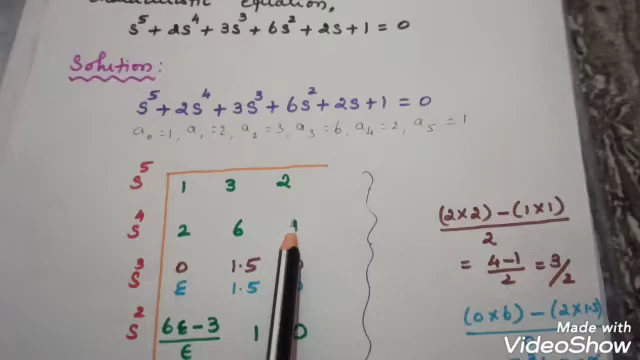 Equation,
s⁵ + 2s⁴ + 3s³ + 6s² + 2s + 1 = 0
Solution:
s⁵ + 2s⁴ + 3s³ + 6s² + 2s + 1 = 0
a₀ = 1, a₁ = 2, a₂ = 3, a₃ = 6, a₄ = 2, a₅ = 1
s⁵ 1 3 2
s⁴ 2 6 1
s³ 0 1.5
ε 1.5
s² (6ε - 3)/ε 1 0
(2×2) - (1×1) / 2
= (4-1)/2 = 3/2
(0×6) - (2×1.5)
Made with
VideoShow